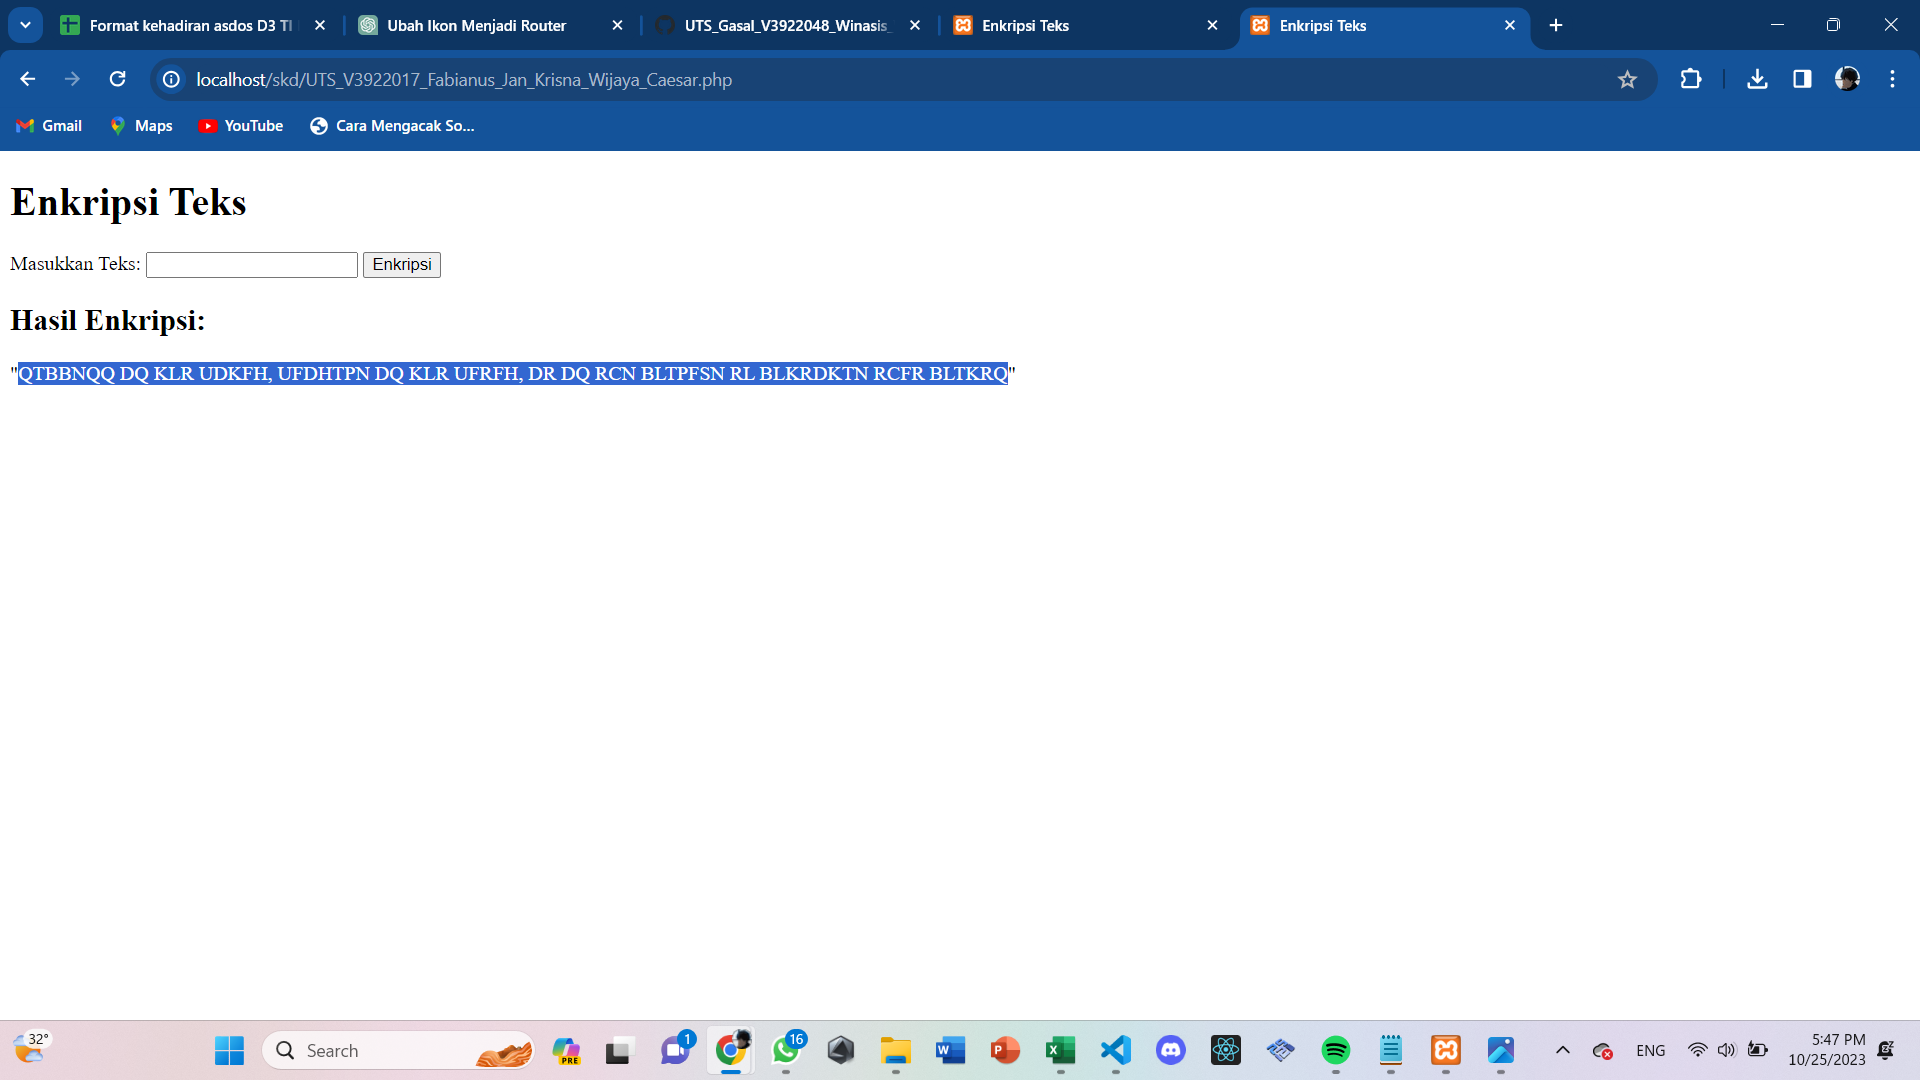 Format kehadiran asdos D3 TI
Ubah Ikon Menjadi Router
UTS_Gasal_V3922048_Winasis_
Enkripsi Teks
Enkripsi Teks
localhost/skd/UTS_V3922017_Fabianus_Jan_Krisna_Wijaya_Caesar.php
Gmail
Maps
YouTube
Cara Mengacak So...
Enkripsi Teks
Masukkan Teks:
Enkripsi
Hasil Enkripsi:
"QTBBNQQ DQ KLR UDKFH, UFDHTPN DQ KLR UFRFH, DR DQ RCN BLTPFSN RL BLKRDKTN RCFR BLTKRQ"
32°
Search
PRE
1
16
ENG
5:47 PM
10/25/2023